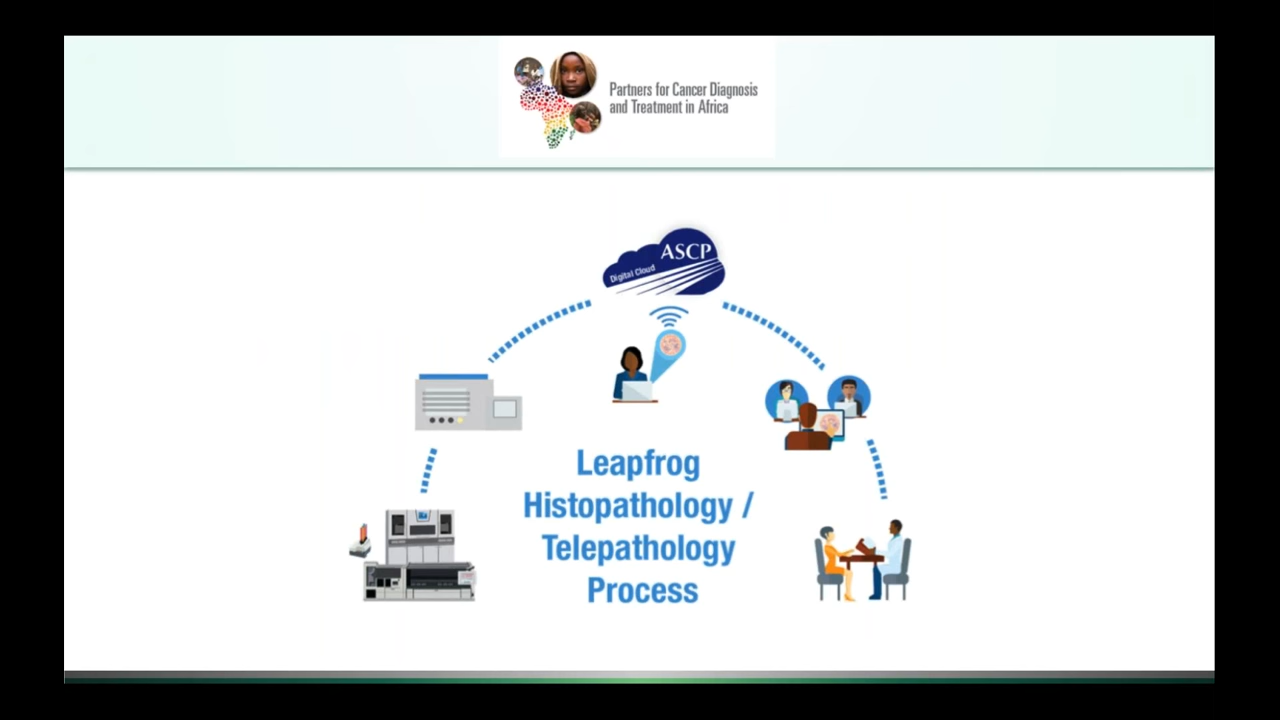 Partners for Cancer Diagnosis
and Treatment in Africa
ASCP
Digital Cloud
Leapfrog
Histopathology /
Telepathology
Process